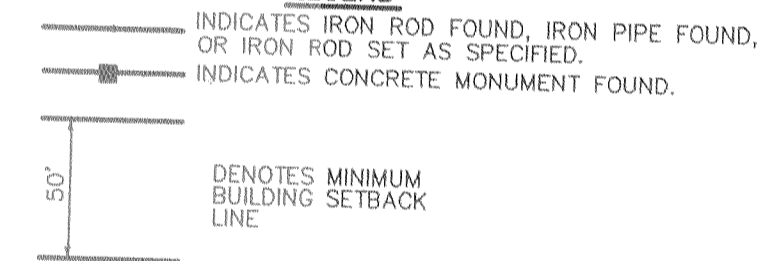 INDICATES IRON ROD FOUND, IRON PIPE FOUND,
OR IRON ROD SET AS SPECIFIED.
INDICATES CONCRETE MONUMENT FOUND.
50'
DENOTES MINIMUM
BUILDING SETBACK
LINE